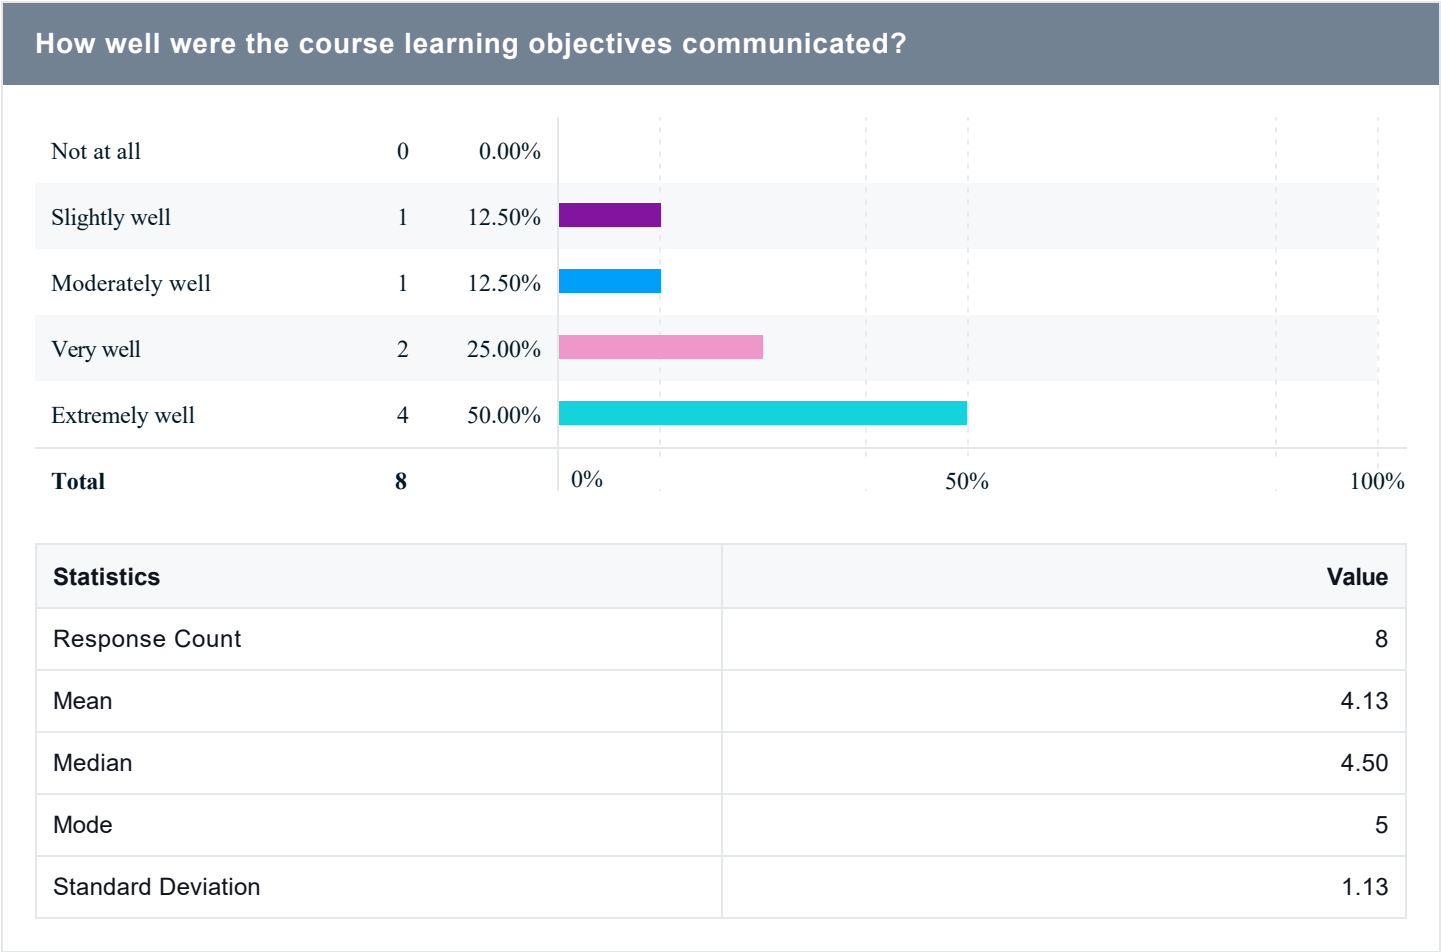 How well were the course learning objectives communicated?
Not at all 0 0.00%
Slightly well 1 12.50%
Moderately well 1 12.50%
Very well 2 25.00%
Extremely well 4 50.00%
Total 8 0% 50% 100%
Statistics Value
Response Count 8
Mean 4.13
Median 4.50
Mode 5
Standard Deviation 1.13